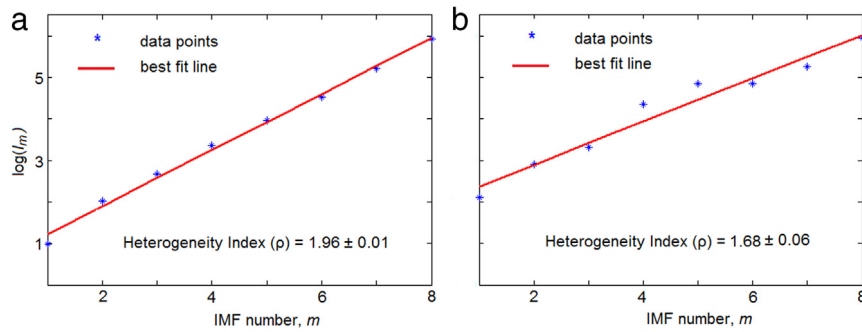 a
* data points
best fit line
5
3
1
log(Iₘ)
Heterogeneity Index (ρ) = 1.96 ± 0.01
2 4 6 8
IMF number, m
b
* data points
best fit line
Heterogeneity Index (ρ) = 1.68 ± 0.06
2 4 6 8
IMF number, m